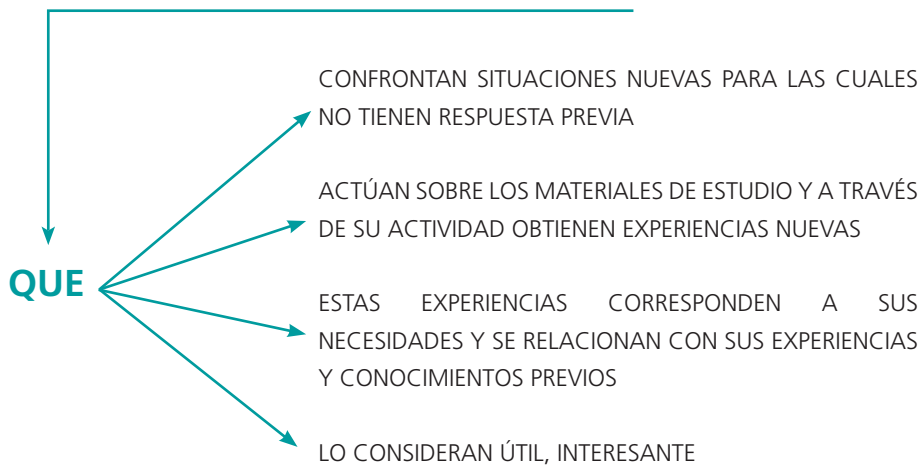 CONFRONTAN SITUACIONES NUEVAS PARA LAS CUALES
NO TIENEN RESPUESTA PREVIA
ACTÚAN SOBRE LOS MATERIALES DE ESTUDIO Y A TRAVÉS
DE SU ACTIVIDAD OBTIENEN EXPERIENCIAS NUEVAS
QUE
ESTAS EXPERIENCIAS CORRESPONDEN A SUS
NECESIDADES Y SE RELACIONAN CON SUS EXPERIENCIAS
Y CONOCIMIENTOS PREVIOS
LO CONSIDERAN ÚTIL, INTERESANTE